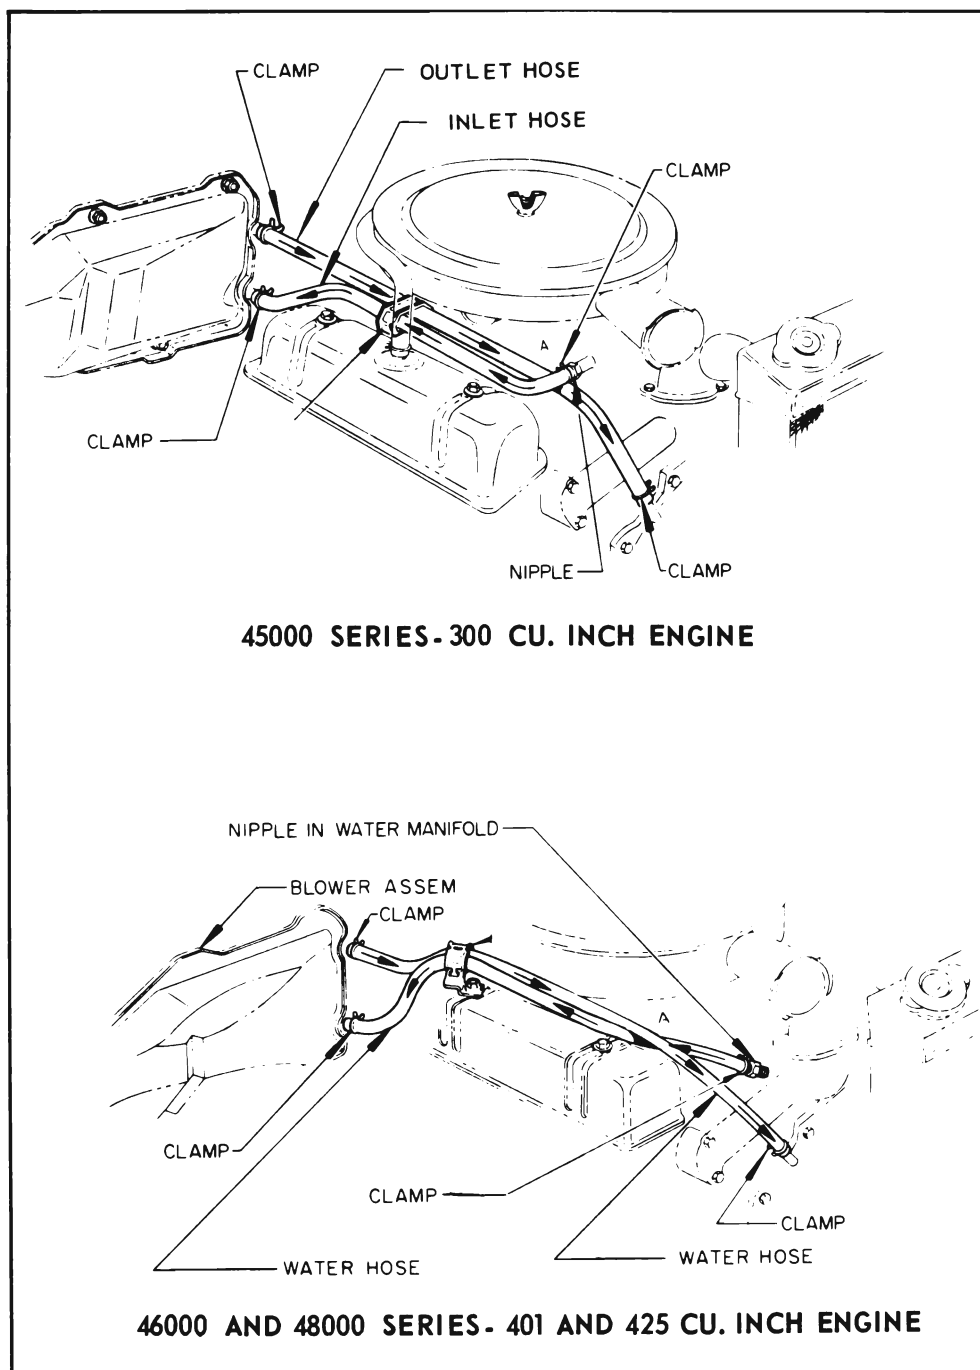 CLAMP
OUTLET HOSE
INLET HOSE
CLAMP
A
CLAMP
NIPPLE
CLAMP
45000 SERIES-300 CU. INCH ENGINE
NIPPLE IN WATER MANIFOLD
BLOWER ASSEM
CLAMP
A
CLAMP
CLAMP
CLAMP
WATER HOSE
WATER HOSE
46000 AND 48000 SERIES-401 AND 425 CU. INCH ENGINE